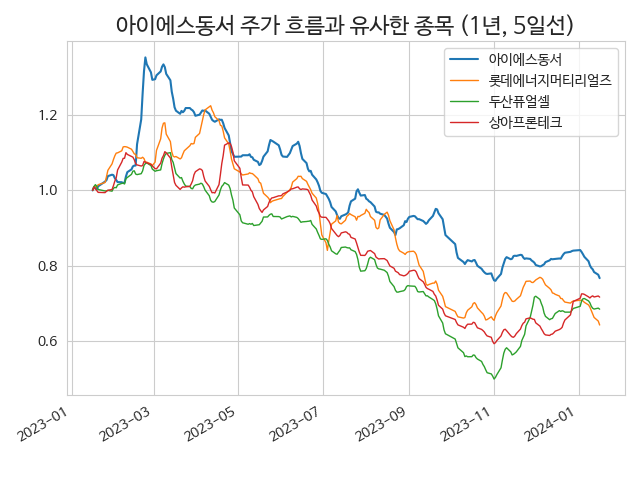 아이에스동서 주가 흐름과 유사한 종목 (1년, 5일선)
아이에스동서
롯데에너지머티리얼즈
두산퓨얼셀
상아프론테크
1.2
1.0
0.8
0.6
2023-01
2023-03
2023-05
2023-07
2023-09
2023-11
2024-01